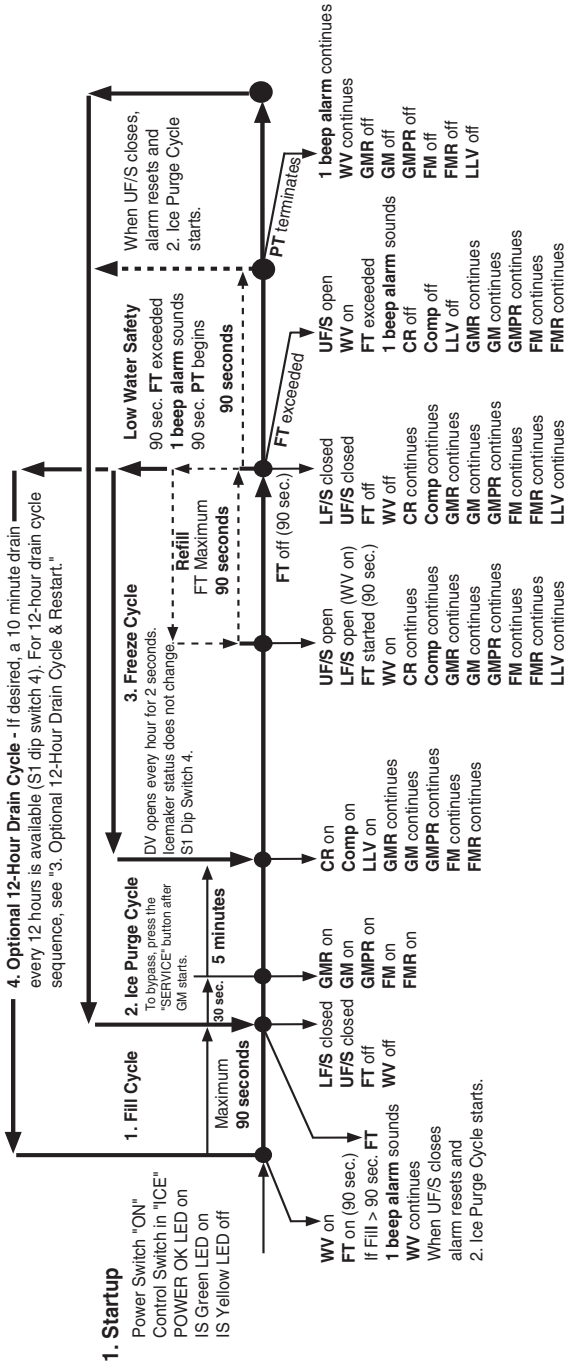 4. Optional 12-Hour Drain Cycle - If desired, a 10 minute drain
every 12 hours is available (S1 dip switch 4). For 12-hour drain cycle
sequence, see "3. Optional 12-Hour Drain Cycle & Restart."
1. Startup
Power Switch "ON"
Control Switch in "ICE"
POWER OK LED on
IS Green LED on
IS Yellow LED off
1. Fill Cycle
Maximum
90 seconds
2. Ice Purge Cycle
To bypass, press the
"SERVICE" button after
GM starts.
30 sec.
5 minutes
3. Freeze Cycle
DV opens every hour for 2 seconds.
Icemaker status does not change.
S1 Dip Switch 4.
Refill
FT Maximum
90 seconds
Low Water Safety
90 sec. FT exceeded
1 beep alarm sounds
90 sec. PT begins
90 seconds
When UF/S closes,
alarm resets and
2. Ice Purge Cycle
starts.
FT off (90 sec.)
FT exceeded
PT terminates
WV on
FT on (90 sec.)
If Fill > 90 sec. FT
1 beep alarm sounds
WV continues
When UF/S closes
alarm resets and
2. Ice Purge Cycle starts.
LF/S closed
UF/S closed
FT off
WV off
GMR on
GM on
GMPR on
FM on
FMR on
CR on
Comp on
LLV on
GMR continues
GM continues
GMPR continues
FM continues
FMR continues
UF/S open
LF/S open (WV on)
FT started (90 sec.)
WV on
CR continues
Comp continues
GMR continues
GM continues
GMPR continues
FM continues
FMR continues
LLV continues
LF/S closed
UF/S closed
FT off
WV off
CR continues
Comp continues
GMR continues
GM continues
GMPR continues
FM continues
FMR continues
LLV continues
UF/S open
WV on
FT exceeded
1 beep alarm sounds
CR off
Comp off
LLV off
GMR continues
GM continues
GMPR continues
FM continues
FMR continues
1 beep alarm continues
WV continues
GMR off
GM off
GMPR off
FM off
FMR off
LLV off